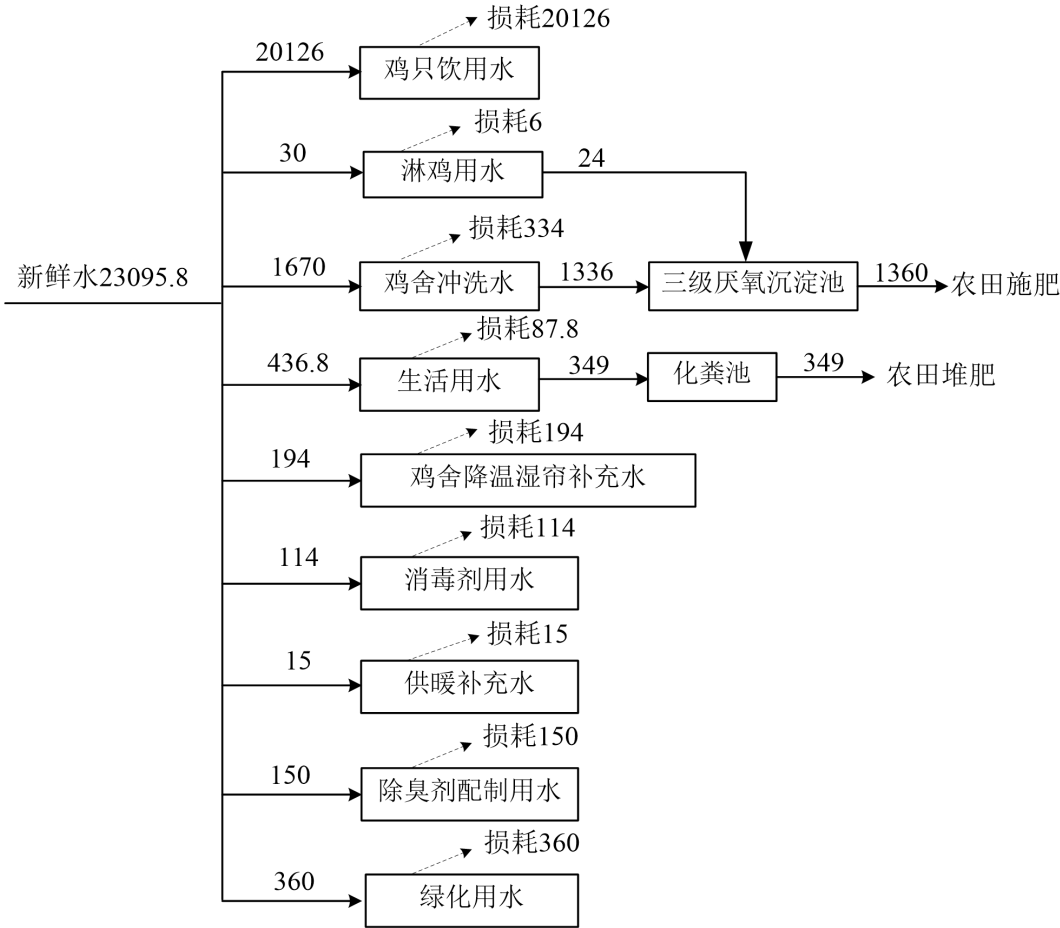 损耗20126
20126
鸡只饮用水
损耗6
30
淋鸡用水
24
损耗334
新鲜水23095.8
1670
鸡舍冲洗水
1336
三级厌氧沉淀池
1360
农田施肥
损耗87.8
436.8
生活用水
349
化粪池
349
农田堆肥
损耗194
194
鸡舍降温湿帘补充水
损耗114
114
消毒剂用水
损耗15
15
供暖补充水
损耗150
150
除臭剂配制用水
损耗360
360
绿化用水